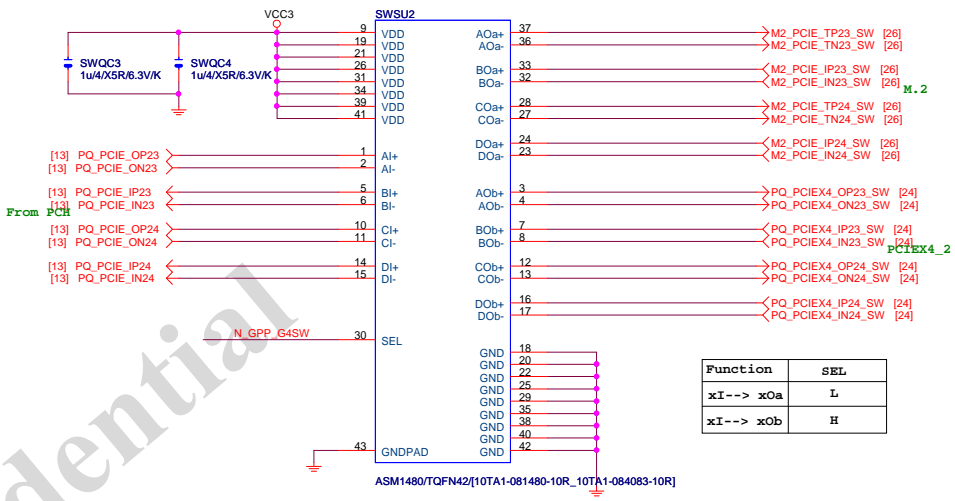 VCC3
SWSU2
SWQC3
1u/4/X5R/6.3V/K
SWQC4
1u/4/X5R/6.3V/K
9 VDD
19 VDD
21 VDD
26 VDD
31 VDD
34 VDD
39 VDD
41 VDD
[13] PQ_PCIE_OP23 1 AI+
[13] PQ_PCIE_ON23 2 AI-
[13] PQ_PCIE_IP23 5 BI+
[13] PQ_PCIE_IN23 6 BI-
From PCH
[13] PQ_PCIE_OP24 10 CI+
[13] PQ_PCIE_ON24 11 CI-
[13] PQ_PCIE_IP24 14 DI+
[13] PQ_PCIE_IN24 15 DI-
N_GPP_G4SW 30 SEL
43 GNDPAD
AOa+ 37 M2_PCIE_TP23_SW [26]
AOa- 36 M2_PCIE_TN23_SW [26]
BOa+ 33 M2_PCIE_IP23_SW [26]
BOa- 32 M2_PCIE_IN23_SW [26]
M.2
COa+ 28 M2_PCIE_TP24_SW [26]
COa- 27 M2_PCIE_TN24_SW [26]
DOa+ 24 M2_PCIE_IP24_SW [26]
DOa- 23 M2_PCIE_IN24_SW [26]
AOb+ 3 PQ_PCIEX4_OP23_SW [24]
AOb- 4 PQ_PCIEX4_ON23_SW [24]
BOb+ 7 PQ_PCIEX4_IP23_SW [24]
BOb- 8 PQ_PCIEX4_IN23_SW [24]
PCIEX4_2
COb+ 12 PQ_PCIEX4_OP24_SW [24]
COb- 13 PQ_PCIEX4_ON24_SW [24]
DOb+ 16 PQ_PCIEX4_IP24_SW [24]
DOb- 17 PQ_PCIEX4_IN24_SW [24]
GND 18
GND 20
GND 22
GND 25
GND 29
GND 35
GND 38
GND 40
GND 42
ASM1480/TQFN42/[10TA1-081480-10R_10TA1-084083-10R]
Function SEL
xI--> xOa L
xI--> xOb H
dential